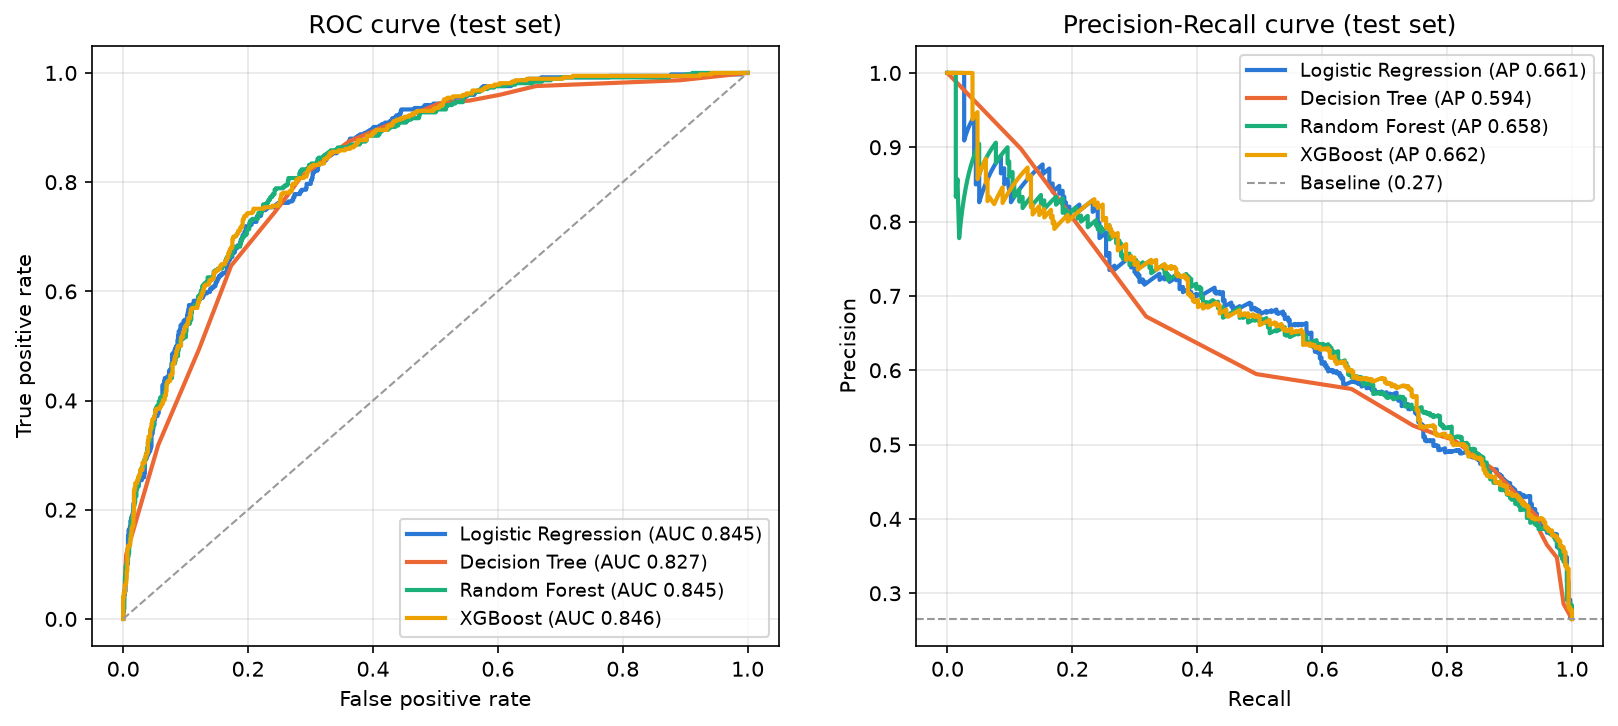 ROC curve (test set)
True positive rate
1.0
0.8
0.6
0.4
0.2
0.0
Logistic Regression (AUC 0.845)
Decision Tree (AUC 0.827)
Random Forest (AUC 0.845)
XGBoost (AUC 0.846)
0.0 0.2 0.4 0.6 0.8 1.0
False positive rate
Precision-Recall curve (test set)
Precision
1.0
0.9
0.8
0.7
0.6
0.5
0.4
0.3
Logistic Regression (AP 0.661)
Decision Tree (AP 0.594)
Random Forest (AP 0.658)
XGBoost (AP 0.662)
Baseline (0.27)
0.0 0.2 0.4 0.6 0.8 1.0
Recall